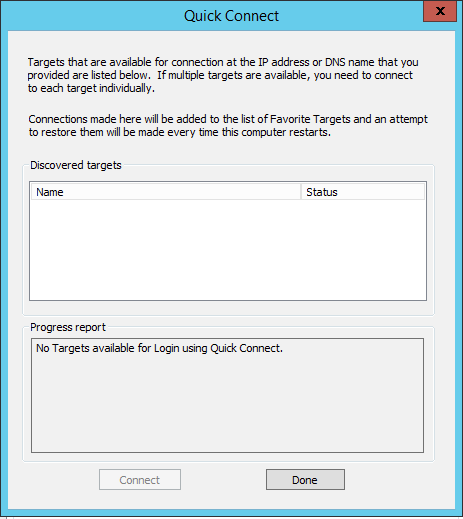 Quick Connect
x
Targets that are available for connection at the IP address or DNS name that you
provided are listed below.  If multiple targets are available, you need to connect
to each target individually.
Connections made here will be added to the list of Favorite Targets and an attempt
to restore them will be made every time this computer restarts.
Discovered targets
Name Status
Progress report
No Targets available for Login using Quick Connect.
Connect Done